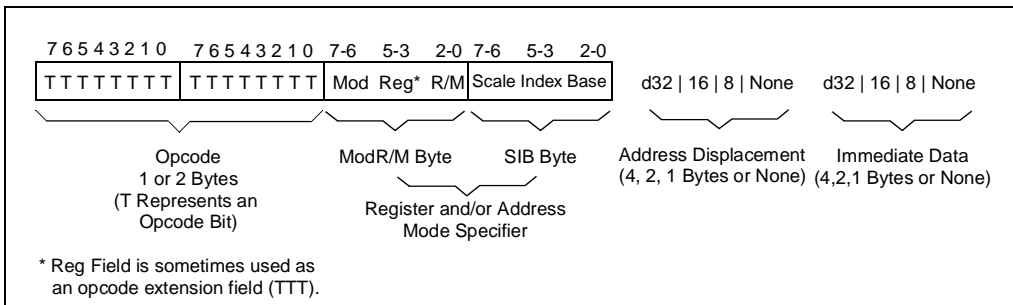 7 6 5 4 3 2 1 0 7 6 5 4 3 2 1 0 7-6 5-3 2-0 7-6 5-3 2-0
T T T T T T T T T T T T T T T T Mod Reg* R/M Scale Index Base d32 | 16 | 8 | None d32 | 16 | 8 | None
Opcode
1 or 2 Bytes
(T Represents an
Opcode Bit)
ModR/M Byte
SIB Byte
Register and/or Address
Mode Specifier
Address Displacement
(4, 2, 1 Bytes or None)
Immediate Data
(4,2,1 Bytes or None)
* Reg Field is sometimes used as
an opcode extension field (TTT).